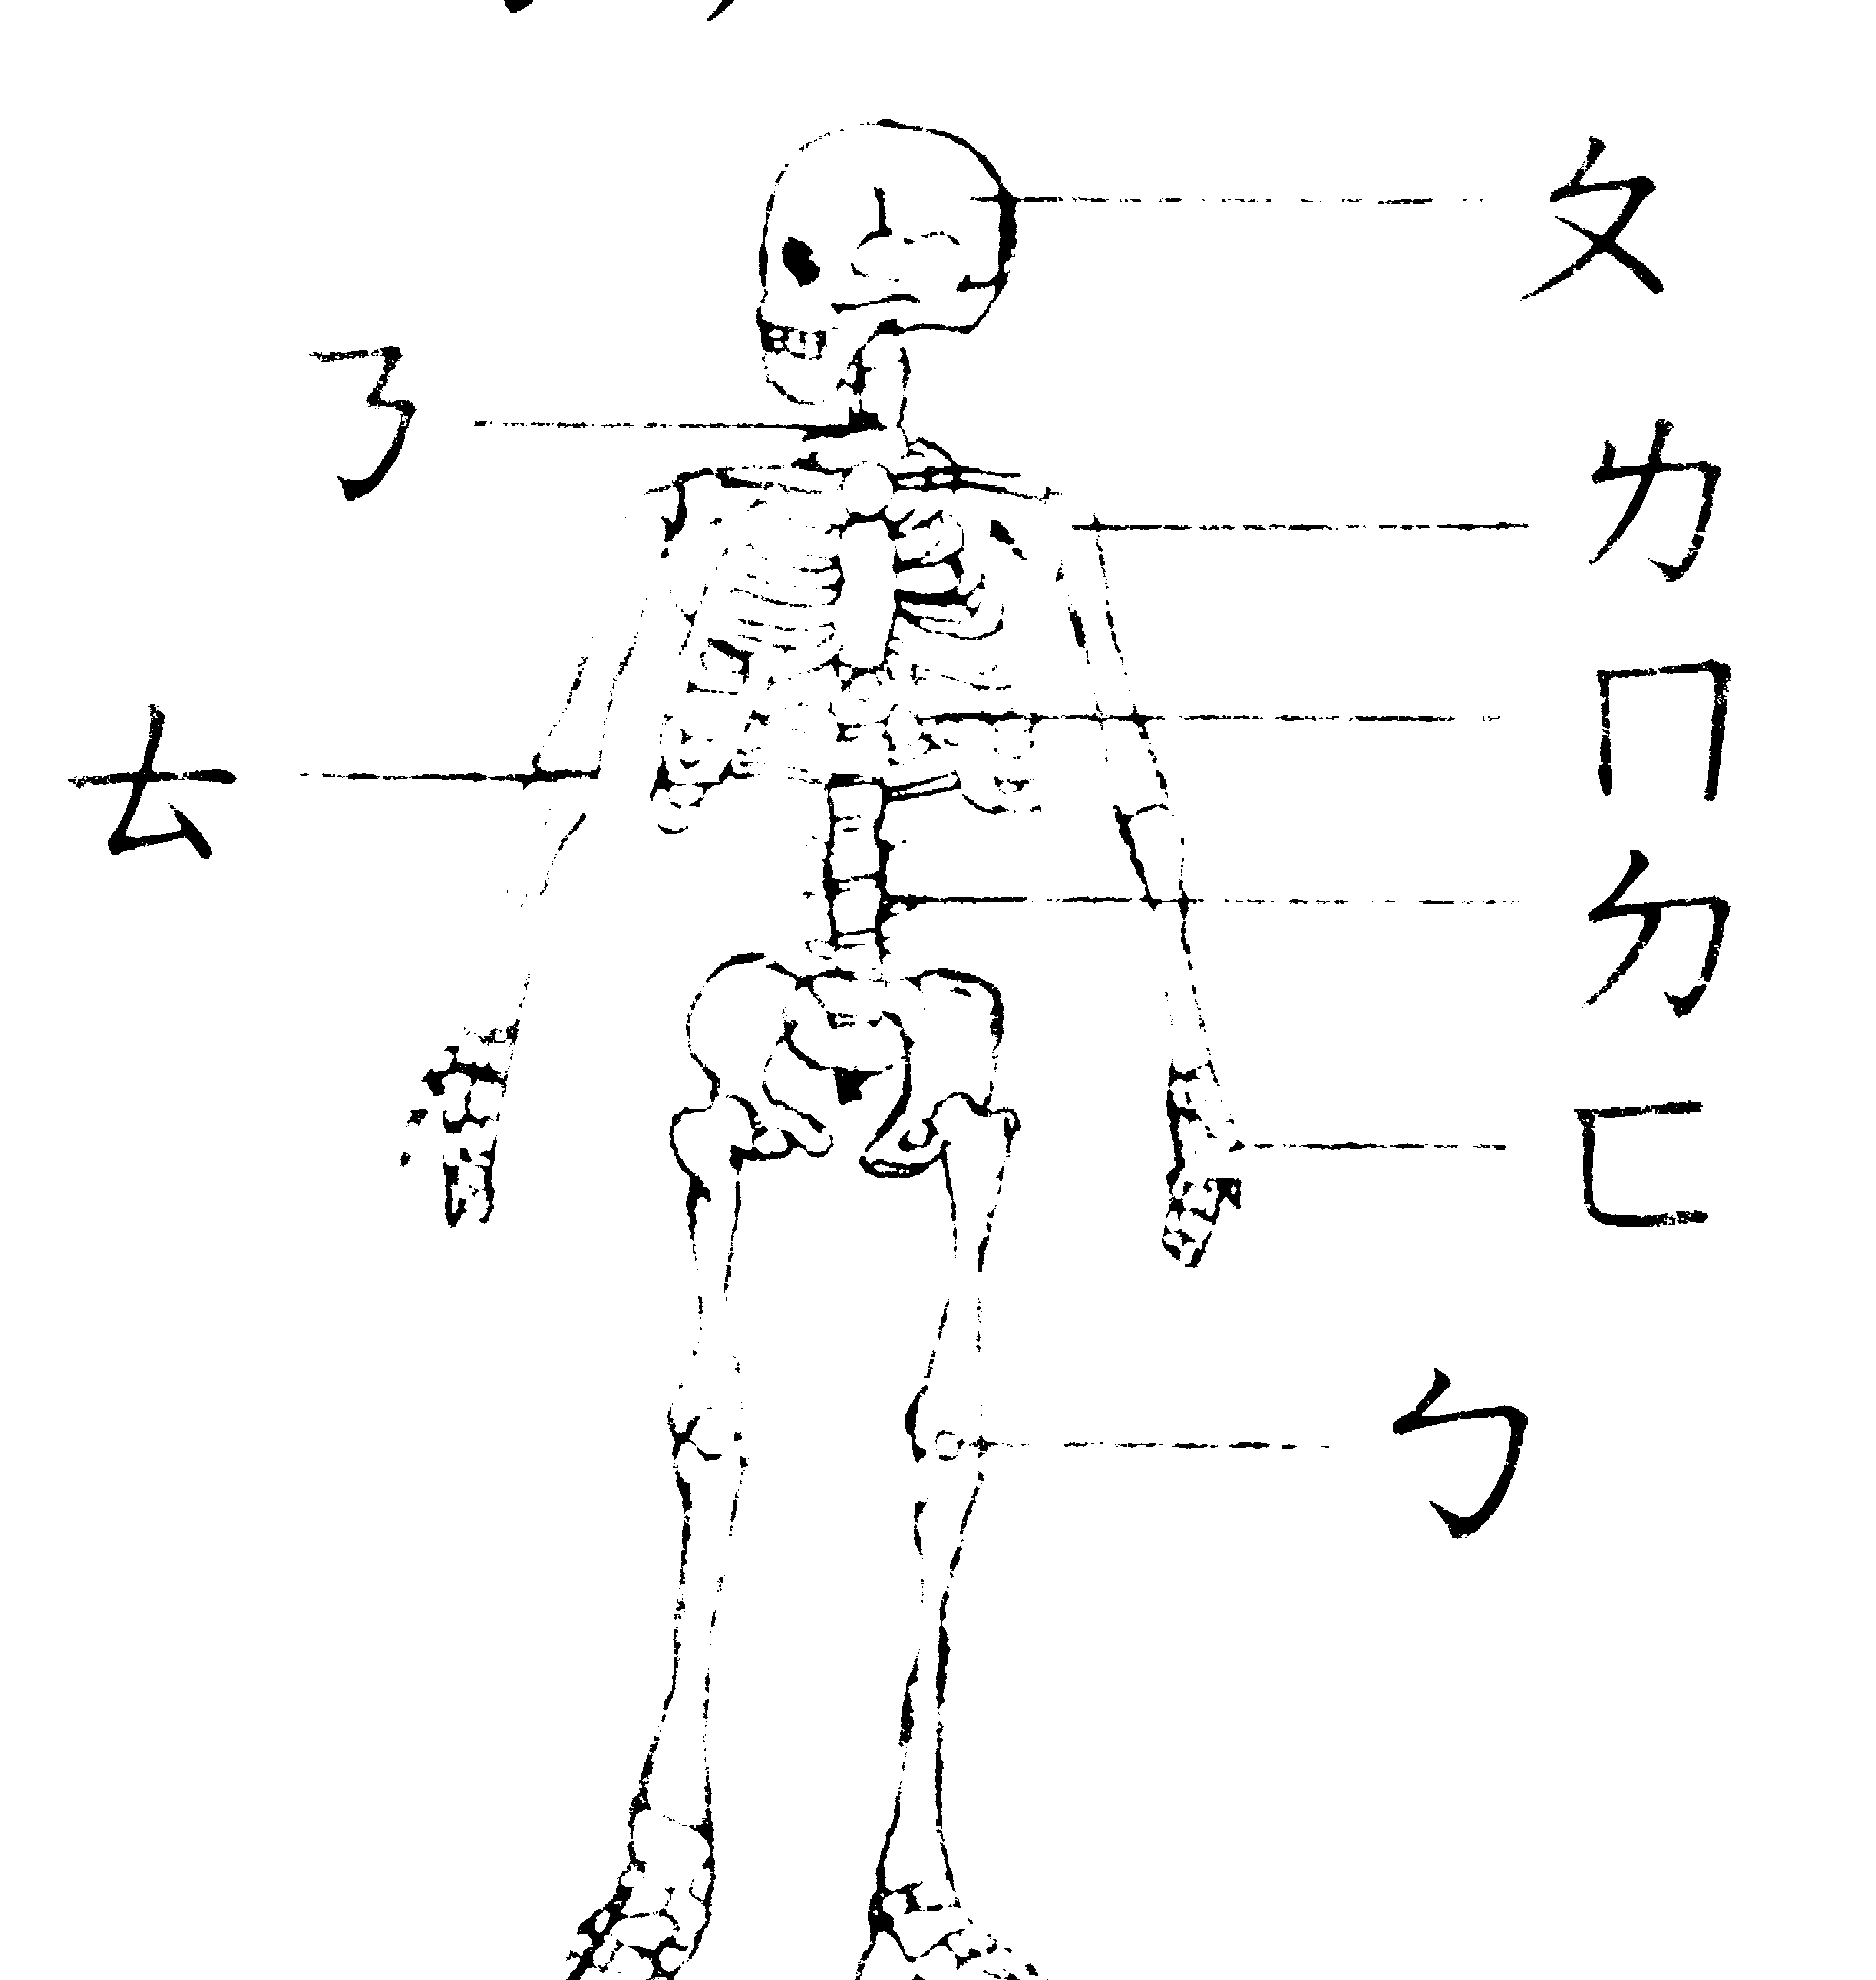 ㄆ
ㄋ
ㄌ
ㄇ
ㄊ
ㄉ
ㄈ
ㄅ